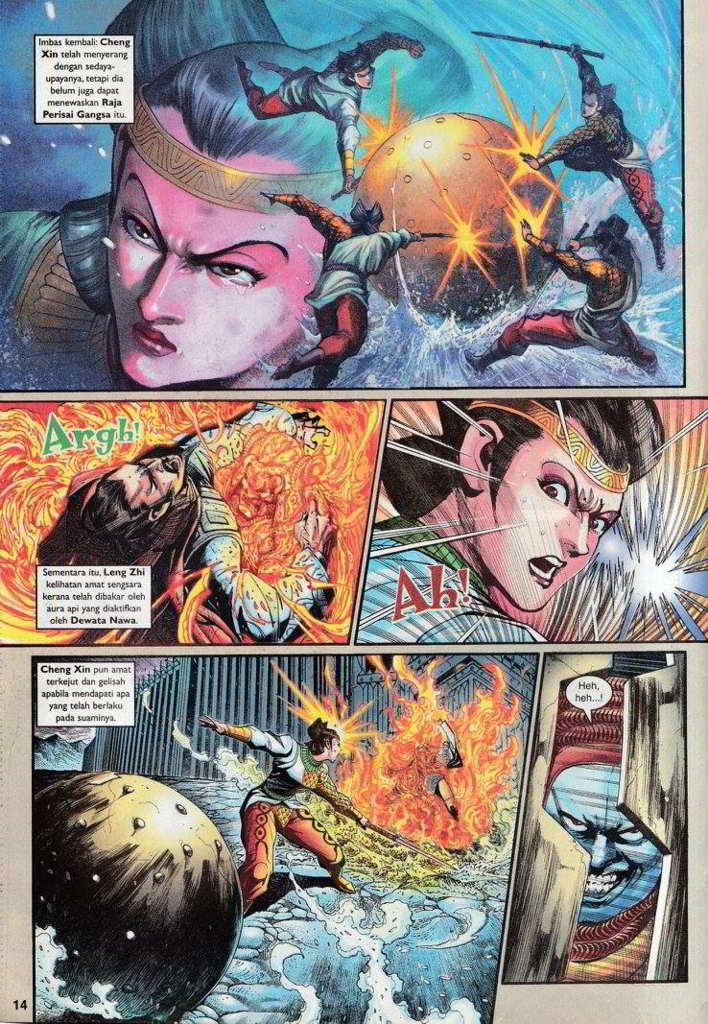 Imbas kembali: Cheng
Xin telah menyerang
dengan sedaya-
upayanya, tetapi dia
belum juga dapat
menewaskan Raja
Perisai Gangsa itu.
Argh!
Sementara itu, Leng Zhi
kelihatan amat sengsara
kerana telah dibakar oleh
aura api yang diaktifkan
oleh Dewata Nawa.
Ah!
Cheng Xin pun amat
terkejut dan gelisah
apabila mendapati apa
yang telah berlaku
pada suaminya.
Heh,
heh...!
14